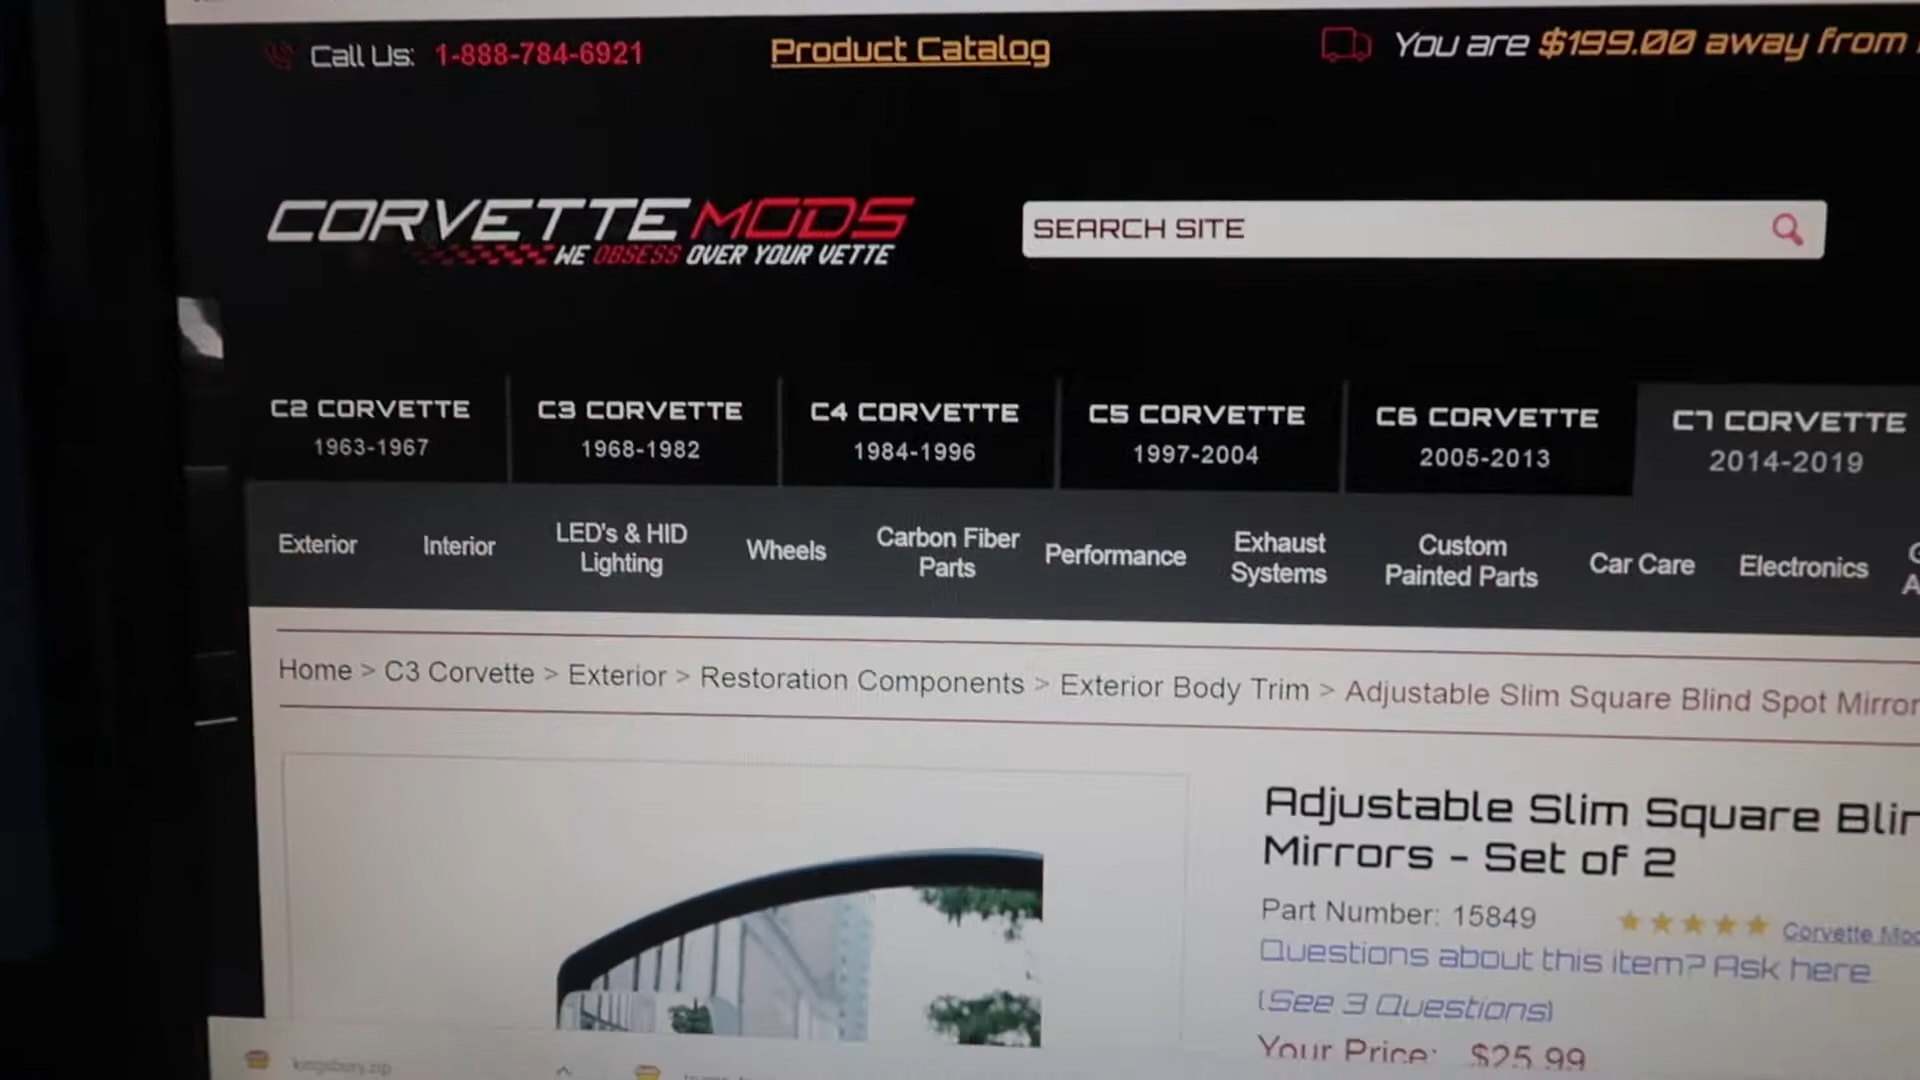 Call Us: 1-888-784-6921
Product Catalog
You are $199.00 away from
CORVETTE MODS
WE OBSESS OVER YOUR VETTE
SEARCH SITE
C2 CORVETTE
1963-1967
C3 CORVETTE
1968-1982
C4 CORVETTE
1984-1996
C5 CORVETTE
1997-2004
C6 CORVETTE
2005-2013
C7 CORVETTE
2014-2019
Exterior
Interior
LED's & HID
Lighting
Wheels
Carbon Fiber
Parts
Performance
Exhaust
Systems
Custom
Painted Parts
Car Care
Electronics
Home > C3 Corvette > Exterior > Restoration Components > Exterior Body Trim > Adjustable Slim Square Blind Spot Mirror
Adjustable Slim Square Blin
Mirrors - Set of 2
Part Number: 15849
Corvette Mod
Questions about this item? Ask here
(See 3 Questions)
Your Price: $25.99
kingsbury.zip